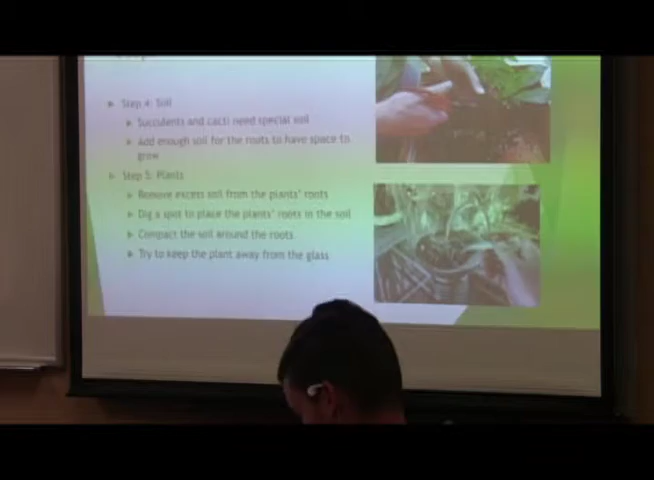 Step 4: Soil
Succulents and cacti need special soil
Add enough soil for the roots to have space to
grow
Step 5: Plants
Remove excess soil from the plants' roots
Dig a spot to place the plants' roots in the soil
Compact the soil around the roots.
Try to keep the plant away from the glass